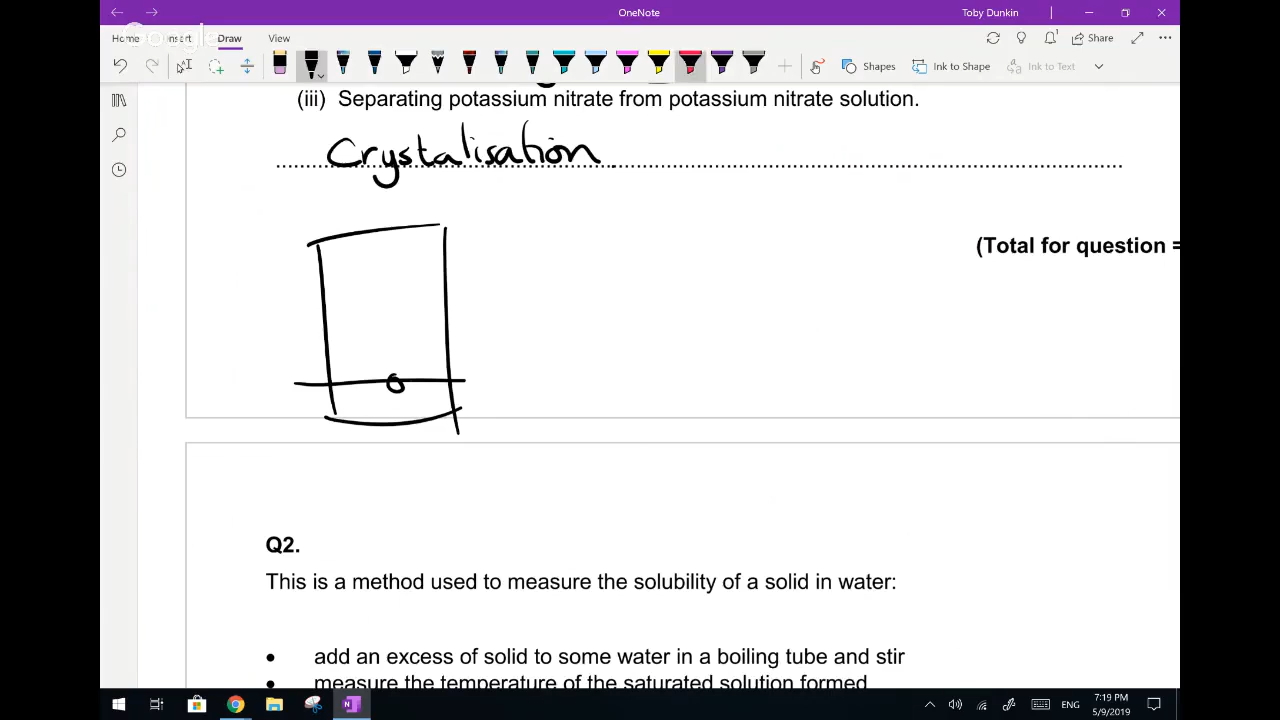 OneNote
Toby Dunkin
Google
Home Insert Draw View
Share
Shapes
Ink to Shape
Ink to Text
(iii) Separating potassium nitrate from potassium nitrate solution.
Crystalisation
(Total for question =
Q2.
This is a method used to measure the solubility of a solid in water:
• add an excess of solid to some water in a boiling tube and stir
• measure the temperature of the saturated solution formed
ENG
7:19 PM
5/9/2019